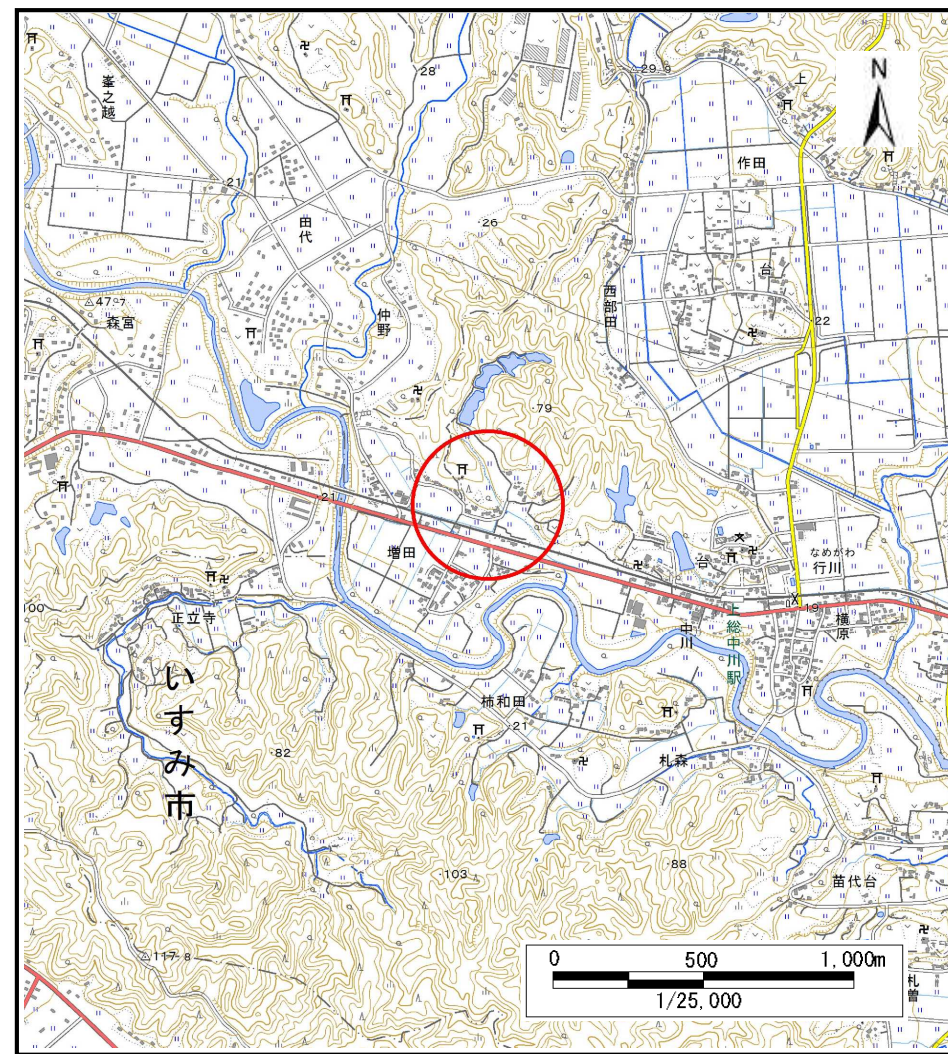 峯之越
28
29.9
上
N
作田
21
田代
26
台
西部田
仲野
22
47.7
森宮
79
21
増田
なめがわ
行川
台
100
19
正立寺
中川
上総中川駅
横原
いすみ市
柿和田
21
札森
82
103
88
苗代台
117.8
札曽
0 500 1,000m
1/25,000